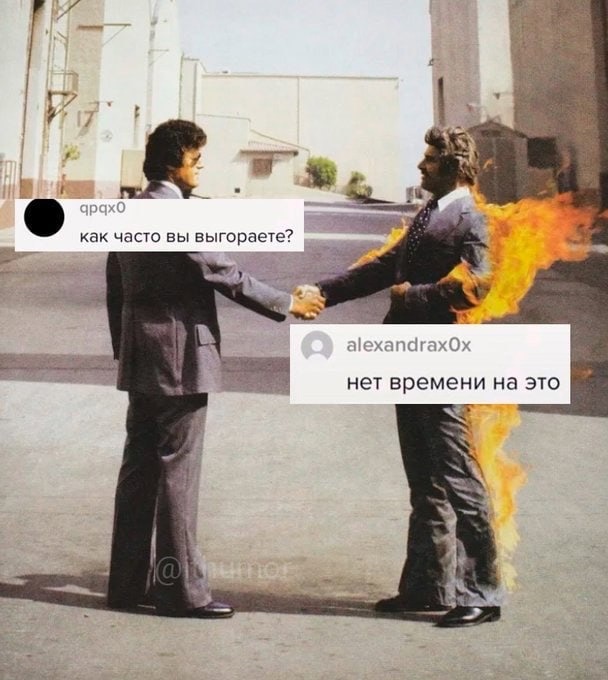 qpqx0
как часто вы выгораете?
alexandrax0x
нет времени на это